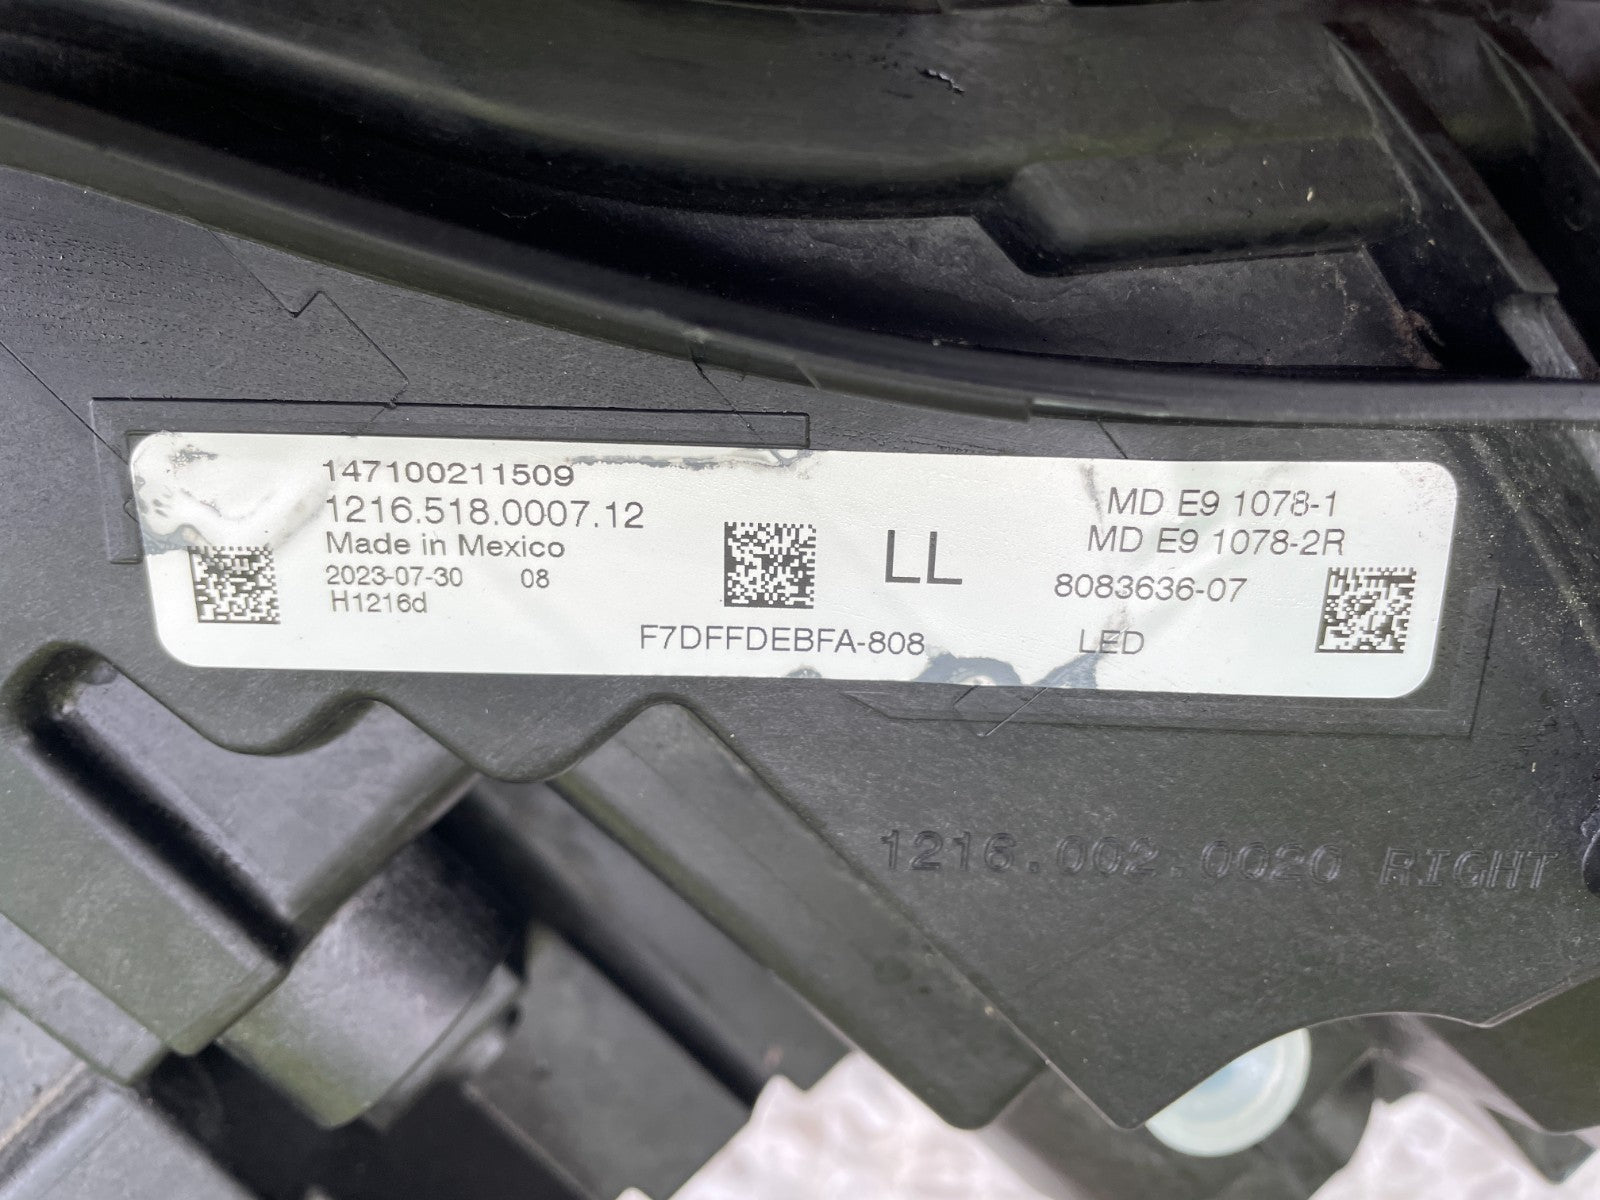 147100211509
1216.518.0007.12
Made in Mexico
2023-07-30 08
H1216d
LL
F7DFFDEBFA-808
MD E9 1078-1
MD E9 1078-2R
8083636-07
LED
1216.002.0020 RIGHT